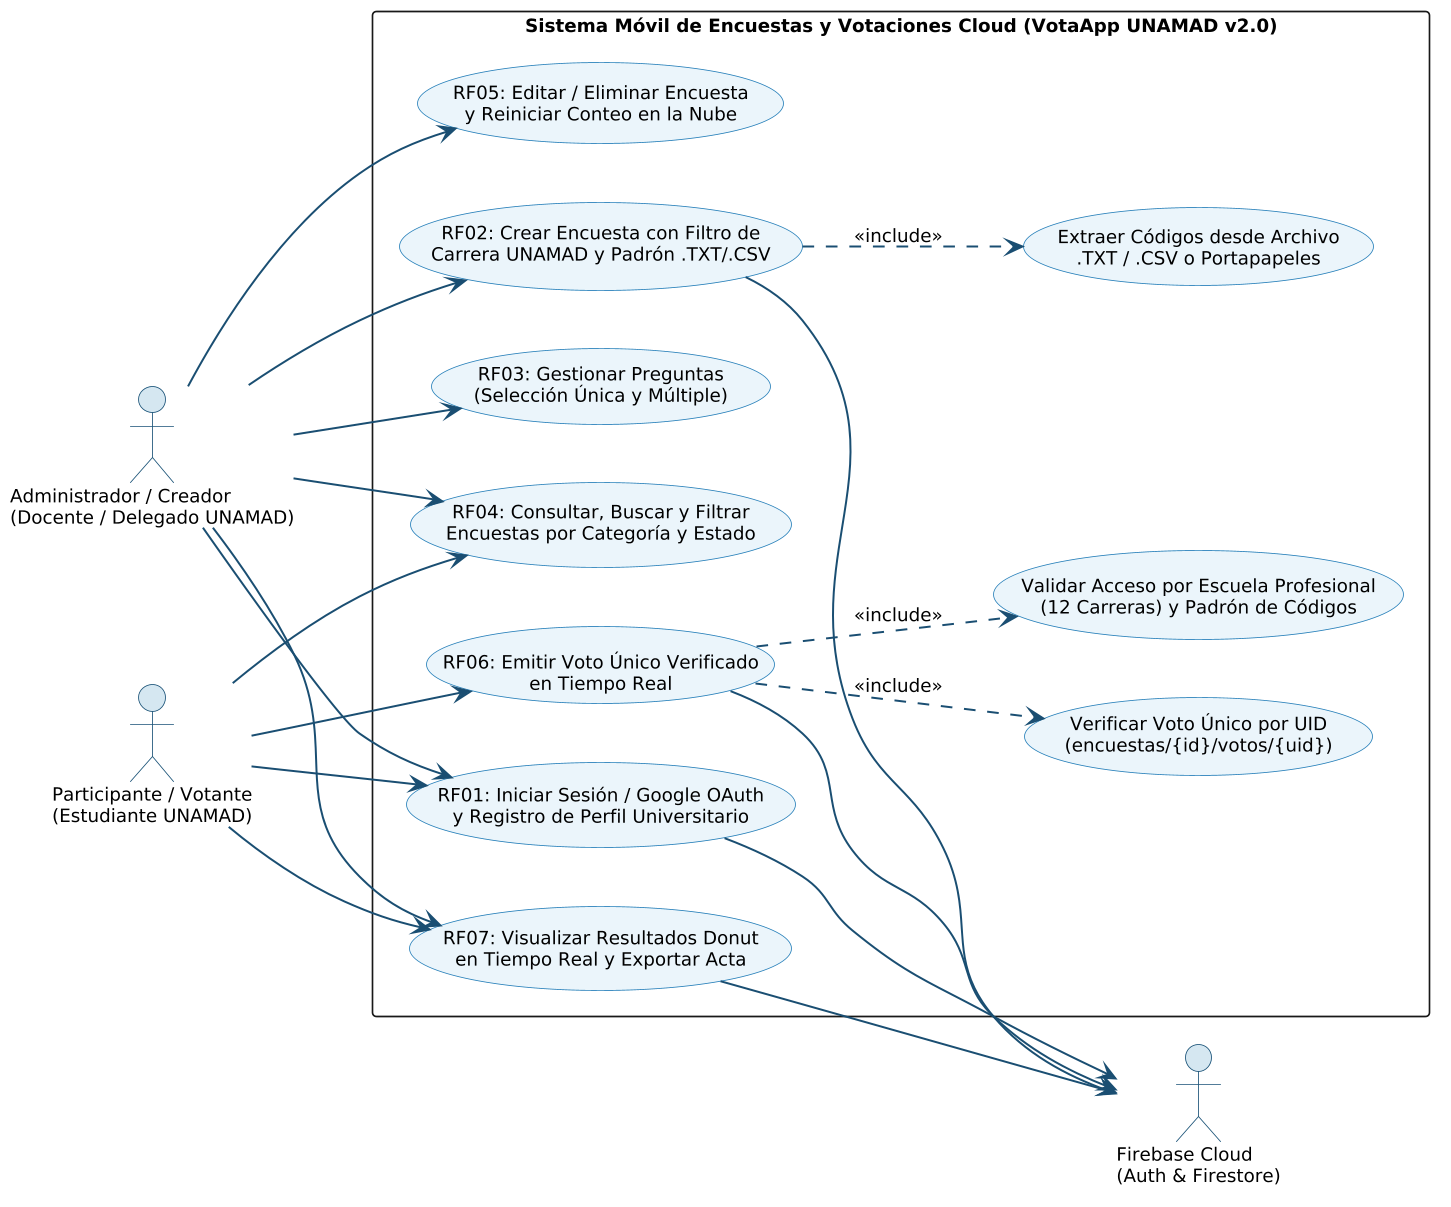 Sistema Móvil de Encuestas y Votaciones Cloud (VotaApp UNAMAD v2.0)
RF05: Editar / Eliminar Encuesta
y Reiniciar Conteo en la Nube
RF02: Crear Encuesta con Filtro de
Carrera UNAMAD y Padrón .TXT/.CSV
«include»
Extraer Códigos desde Archivo
.TXT / .CSV o Portapapeles
RF03: Gestionar Preguntas
(Selección Única y Múltiple)
Administrador / Creador
(Docente / Delegado UNAMAD)
RF04: Consultar, Buscar y Filtrar
Encuestas por Categoría y Estado
«include»
Validar Acceso por Escuela Profesional
(12 Carreras) y Padrón de Códigos
RF06: Emitir Voto Único Verificado
en Tiempo Real
«include»
Verificar Voto Único por UID
(encuestas/{id}/votos/{uid})
Participante / Votante
(Estudiante UNAMAD)
RF01: Iniciar Sesión / Google OAuth
y Registro de Perfil Universitario
RF07: Visualizar Resultados Donut
en Tiempo Real y Exportar Acta
Firebase Cloud
(Auth & Firestore)